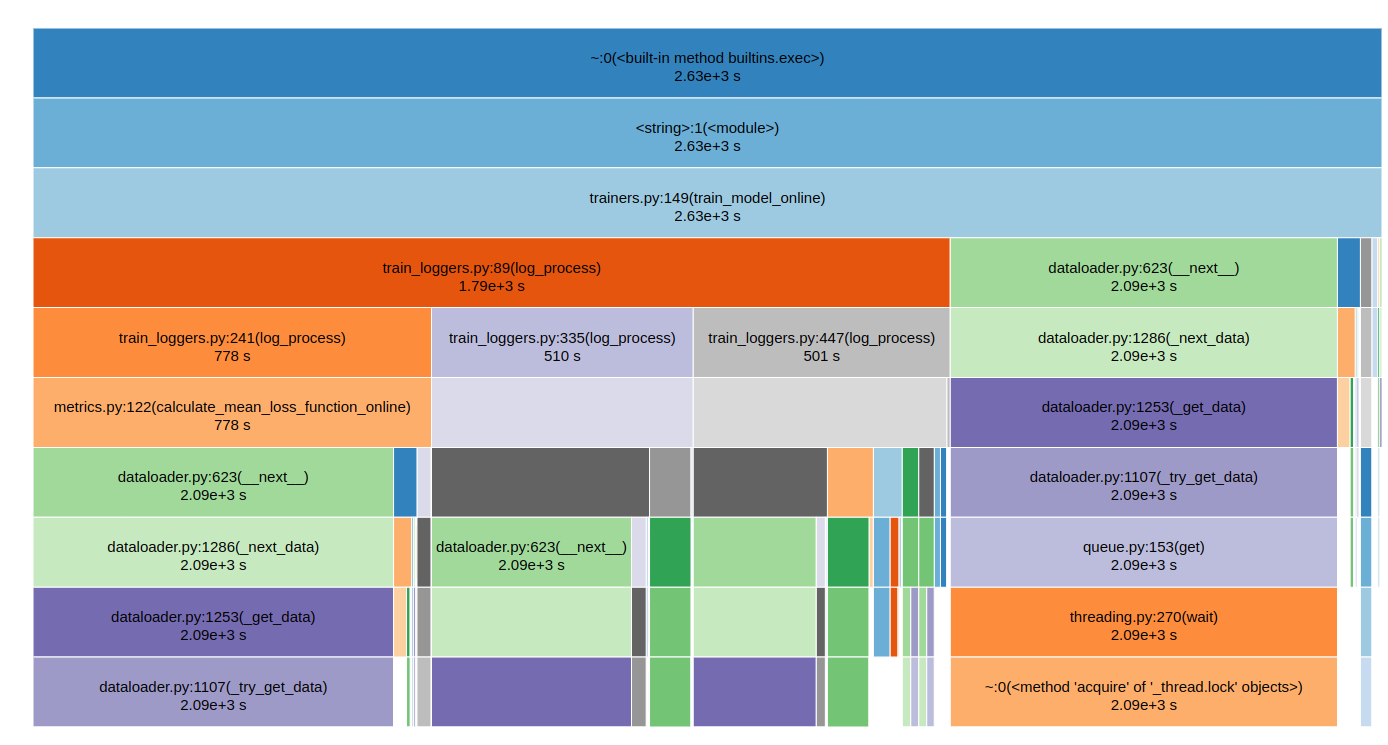 ~:0(<built-in method builtins.exec>)
2.63e+3 s
<string>:1(<module>)
2.63e+3 s
trainers.py:149(train_model_online)
2.63e+3 s
train_loggers.py:89(log_process)
1.79e+3 s
dataloader.py:623(__next__)
2.09e+3 s
train_loggers.py:241(log_process)
778 s
train_loggers.py:335(log_process)
510 s
train_loggers.py:447(log_process)
501 s
dataloader.py:1286(_next_data)
2.09e+3 s
metrics.py:122(calculate_mean_loss_function_online)
778 s
dataloader.py:1253(_get_data)
2.09e+3 s
dataloader.py:623(__next__)
2.09e+3 s
dataloader.py:1107(_try_get_data)
2.09e+3 s
dataloader.py:1286(_next_data)
2.09e+3 s
dataloader.py:623(__next__)
2.09e+3 s
queue.py:153(get)
2.09e+3 s
dataloader.py:1253(_get_data)
2.09e+3 s
threading.py:270(wait)
2.09e+3 s
dataloader.py:1107(_try_get_data)
2.09e+3 s
~:0(<method 'acquire' of '_thread.lock' objects>)
2.09e+3 s